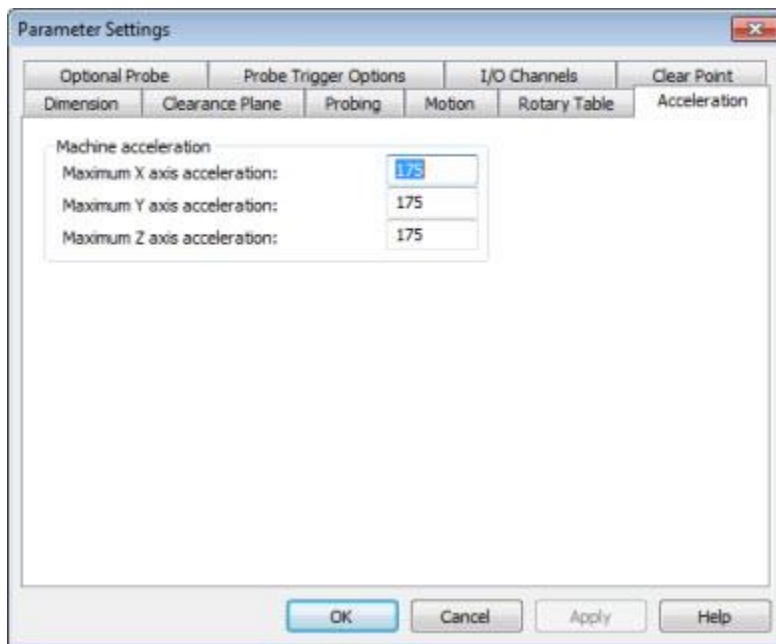 Parameter Settings
Optional Probe Probe Trigger Options I/O Channels Clear Point
Dimension Clearance Plane Probing Motion Rotary Table Acceleration
Machine acceleration
Maximum X axis acceleration: 175
Maximum Y axis acceleration: 175
Maximum Z axis acceleration: 175
OK Cancel Apply Help